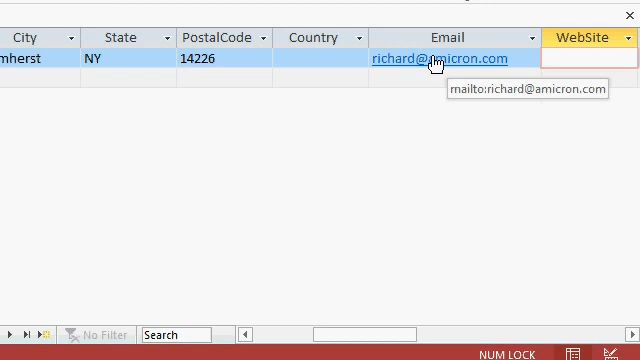 City State PostalCode Country Email WebSite
mherst NY 14226 richard@amicron.com
mailto:richard@amicron.com
No Filter Search
NUM LOCK